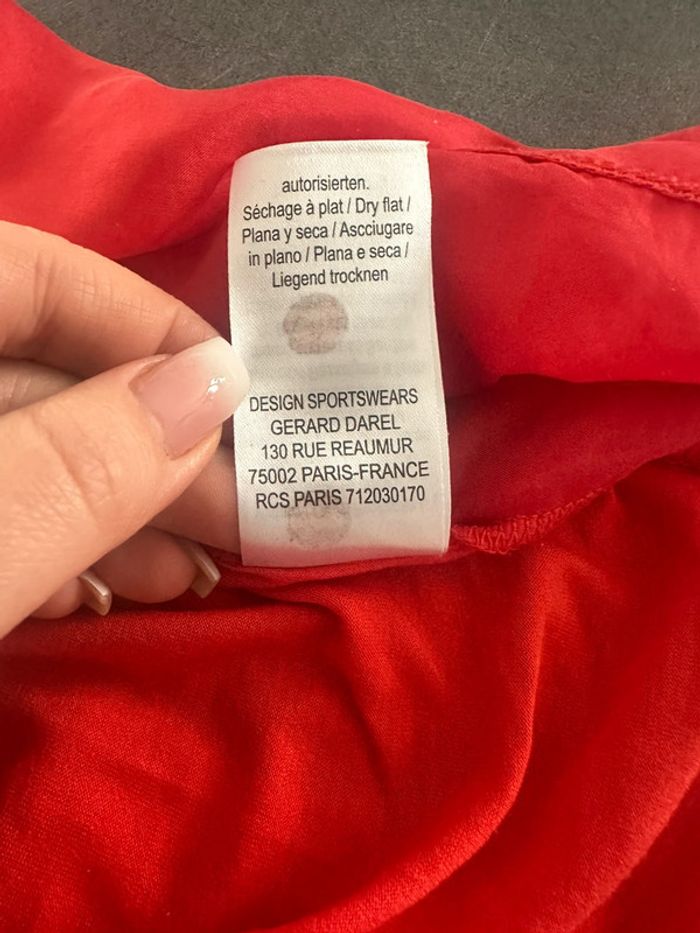 autorisierten.
Séchage à plat / Dry flat /
Plana y seca / Asciugare
in plano / Plana e seca /
Liegend trocknen
DESIGN SPORTSWEARS
GERARD DAREL
130 RUE REAUMUR
75002 PARIS-FRANCE
RCS PARIS 712030170